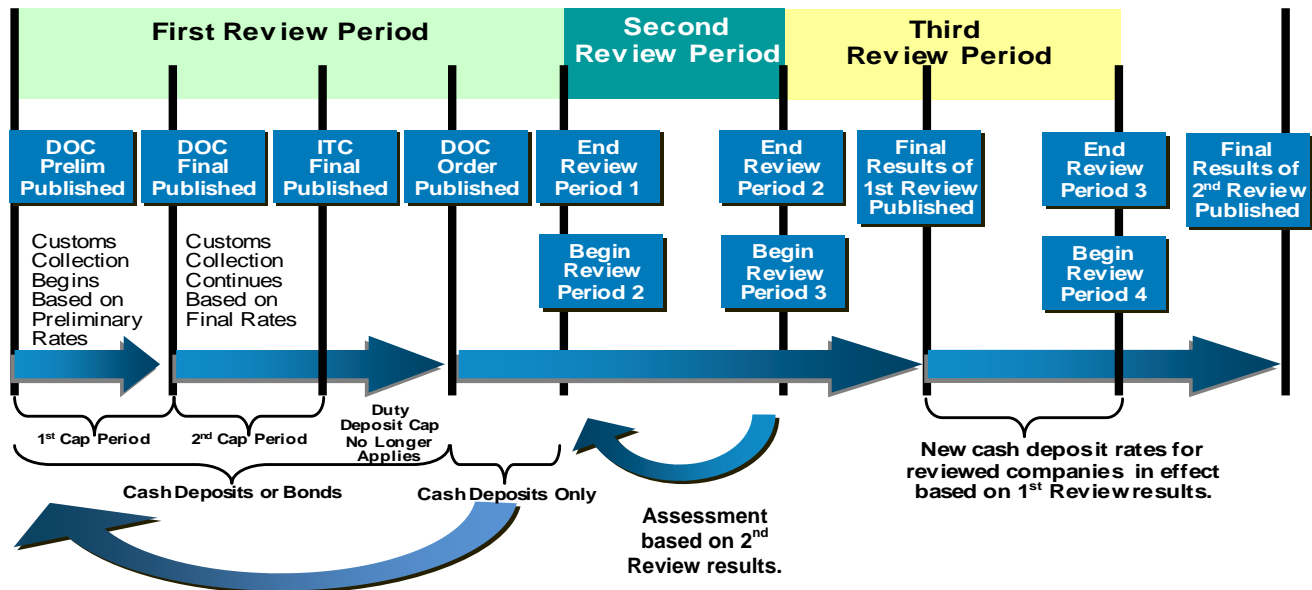 First Review Period
Second
Review Period
Third
Review Period
DOC
Prelim
Published
DOC
Final
Published
ITC
Final
Published
DOC
Order
Published
End
Review
Period 1
End
Review
Period 2
Final
Results of
1st Review
Published
End
Review
Period 3
Final
Results of
2nd Review
Published
Begin
Review
Period 2
Begin
Review
Period 3
Begin
Review
Period 4
Customs
Collection
Begins
Based on
Preliminary
Rates
Customs
Collection
Continues
Based on
Final Rates
1st Cap Period
2nd Cap Period
Duty
Deposit Cap
No Longer
Applies
Cash Deposits or Bonds
Cash Deposits Only
New cash deposit rates for
reviewed companies in effect
based on 1st Review results.
Assessment
based on 2nd
Review results.